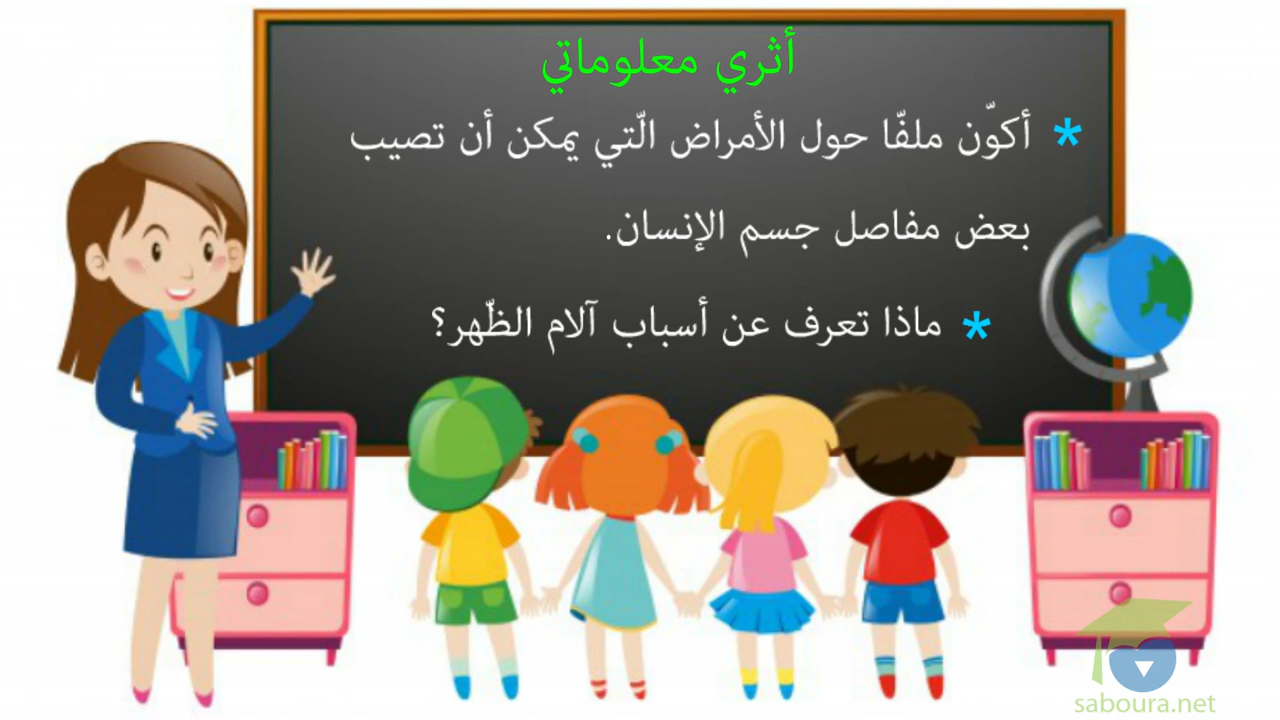 أثري معلوماتي
* أكوّن ملفّا حول الأمراض الّتي يمكن أن تصيب
بعض مفاصل جسم الإنسان.
* ماذا تعرف عن أسباب آلام الظّهر؟
saboura.net